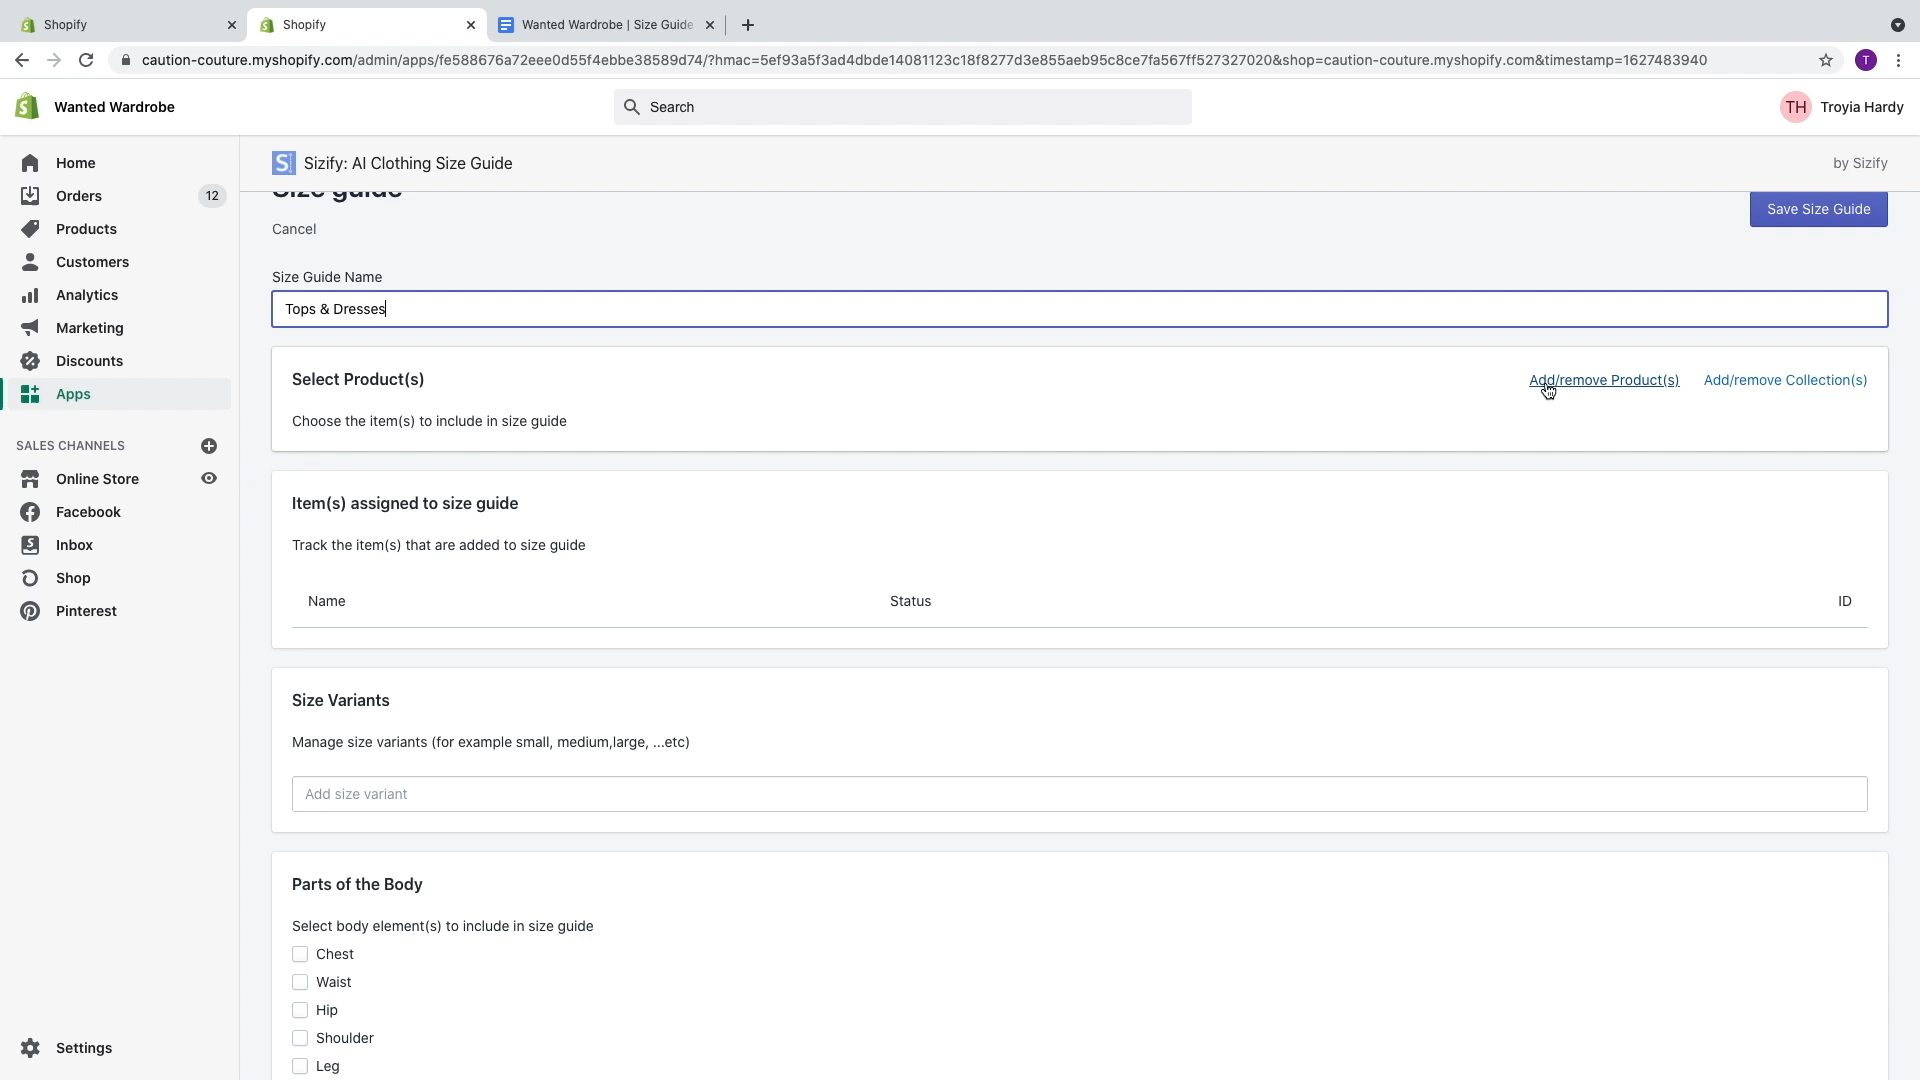 Shopify
Shopify
Wanted Wardrobe | Size Guide
caution-couture.myshopify.com/admin/apps/fe588676a72eee0d55f4ebbe38589d74/?hmac=5ef93a5f3ad4dbde14081123c18f8277d3e855aeb95c8ce7fa567ff527327020&shop=caution-couture.myshopify.com&timestamp=1627483940
T
Wanted Wardrobe
Search
TH Troyia Hardy
Home
Orders 12
Products
Customers
Analytics
Marketing
Discounts
Apps
SALES CHANNELS
Online Store
Facebook
Inbox
Shop
Pinterest
Settings
S Sizify: AI Clothing Size Guide
by Sizify
Size guide
Cancel
Save Size Guide
Size Guide Name
Tops & Dresses
Select Product(s)
Add/remove Product(s) Add/remove Collection(s)
Choose the item(s) to include in size guide
Item(s) assigned to size guide
Track the item(s) that are added to size guide
Name Status ID
Size Variants
Manage size variants (for example small, medium,large, ...etc)
Add size variant
Parts of the Body
Select body element(s) to include in size guide
Chest
Waist
Hip
Shoulder
Leg